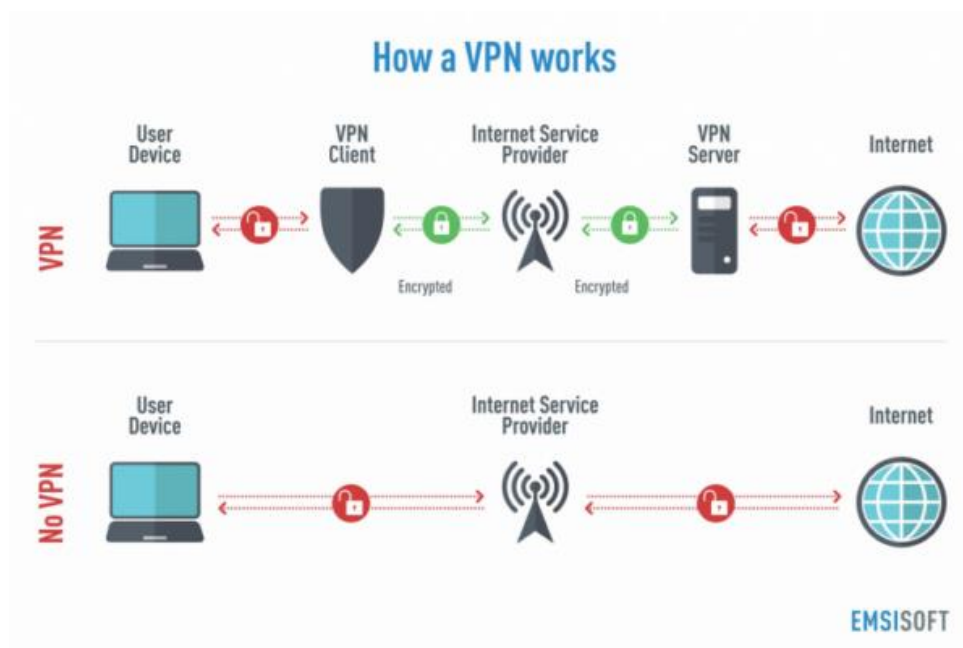 How a VPN works
User
Device
VPN
Client
Internet Service
Provider
VPN
Server
Internet
VPN
Encrypted
Encrypted
User
Device
Internet Service
Provider
Internet
No VPN
EMSISOFT